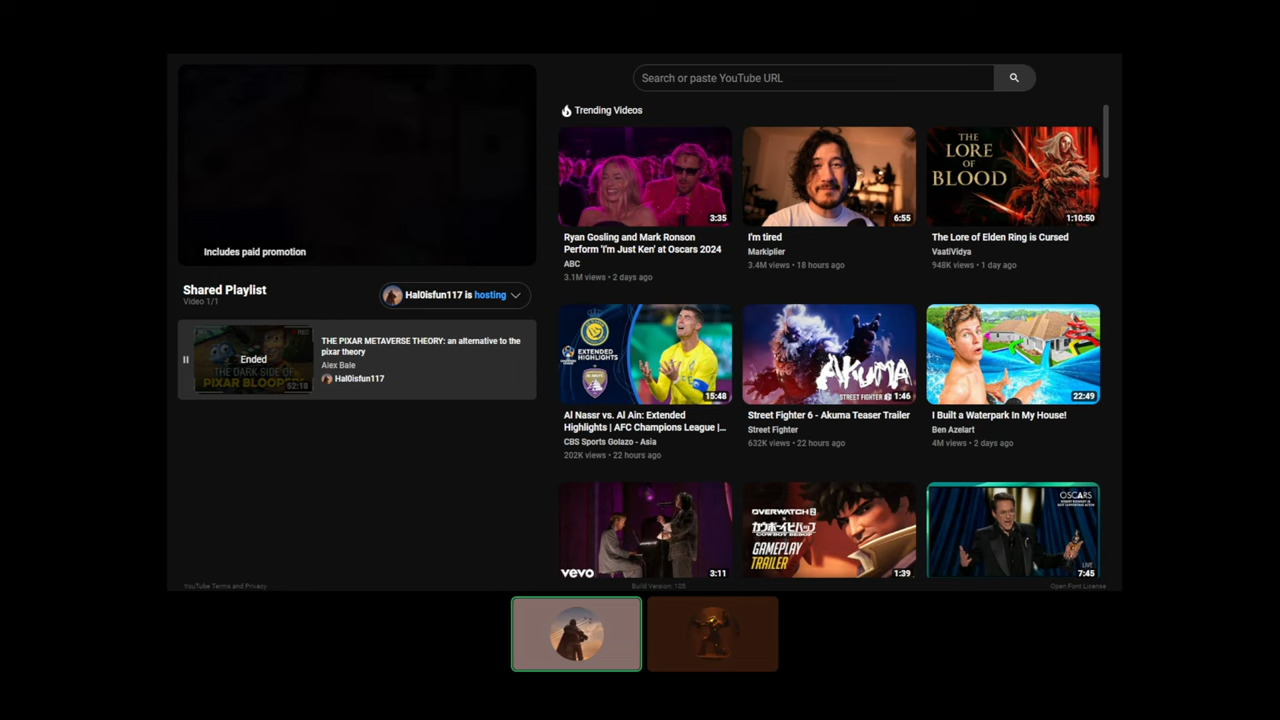 Search or paste YouTube URL
Trending Videos
Includes paid promotion
Shared Playlist
Video 1/1
Hal0isfun117 is hosting
Ended
THE DARK SIDE OF
PIXAR BLOOPERS
REC
52:18
THE PIXAR METAVERSE THEORY: an alternative to the
pixar theory
Alex Bale
Hal0isfun117
3:35
Ryan Gosling and Mark Ronson
Perform 'I'm Just Ken' at Oscars 2024
ABC
3.1M views • 2 days ago
6:55
I'm tired
Markiplier
3.4M views • 18 hours ago
THE
LORE
OF
BLOOD
1:10:50
The Lore of Elden Ring is Cursed
VaatiVidya
948K views • 1 day ago
EXTENDED
HIGHLIGHTS
15:48
Al Nassr vs. Al Ain: Extended
Highlights | AFC Champions League |...
CBS Sports Golazo - Asia
202K views • 22 hours ago
AKUMA
STREET FIGHTER 6
1:46
Street Fighter 6 - Akuma Teaser Trailer
Street Fighter
632K views • 22 hours ago
22:49
I Built a Waterpark In My House!
Ben Azelart
4M views • 2 days ago
vevo
3:11
OVERWATCH 2
カウボーイビバップ
COWBOY BEBOP
GAMEPLAY
TRAILER
1:39
OSCARS
LIVE
7:45
YouTube Terms and Privacy
Build Version: 105
Open Font License